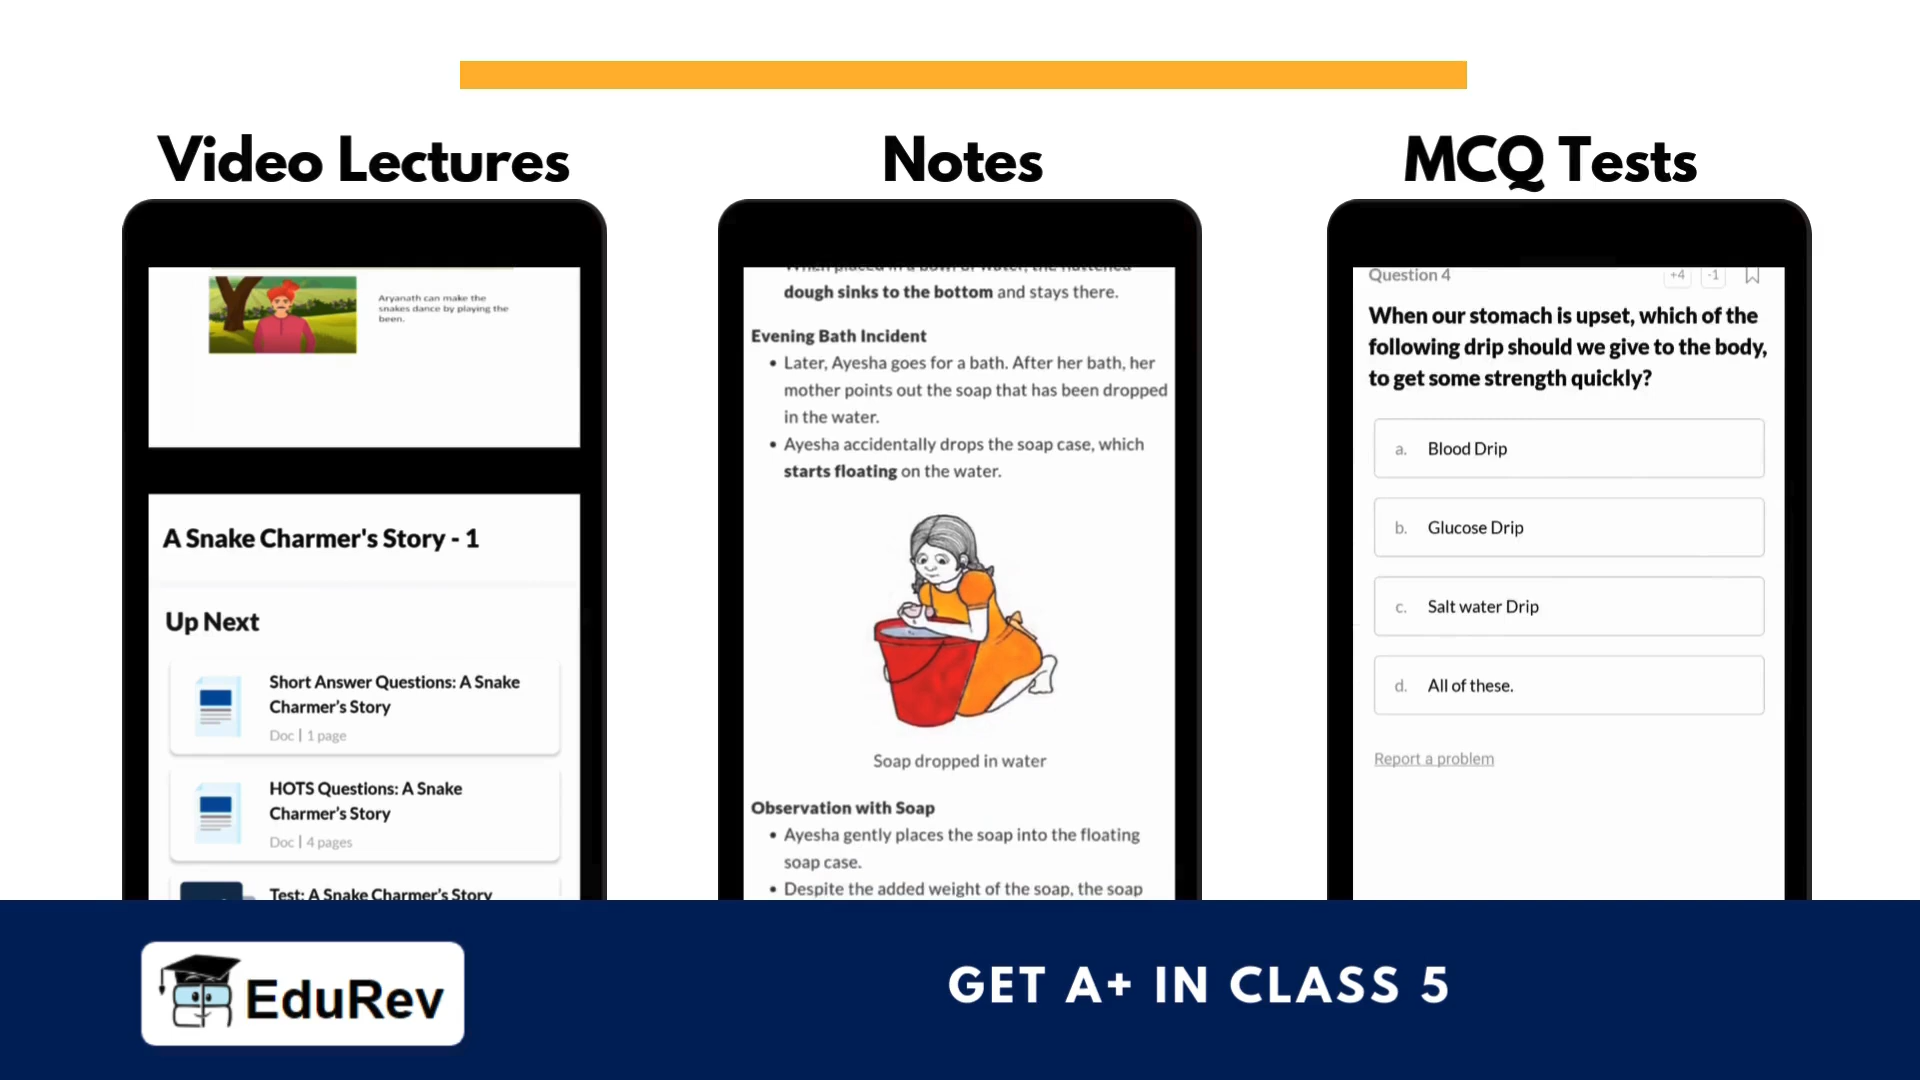 Video Lectures
Notes
MCQ Tests
Aryanath can make the
snakes dance by playing the
been.
A Snake Charmer's Story - 1
Up Next
Short Answer Questions: A Snake
Charmer's Story
Doc | 1 page
HOTS Questions: A Snake
Charmer's Story
Doc | 4 pages
Test: A Snake Charmer's Story
When placed in a bowl of water, the flattened
dough sinks to the bottom and stays there.
Evening Bath Incident
• Later, Ayesha goes for a bath. After her bath, her
mother points out the soap that has been dropped
in the water.
• Ayesha accidentally drops the soap case, which
starts floating on the water.
Soap dropped in water
Observation with Soap
• Ayesha gently places the soap into the floating
soap case.
• Despite the added weight of the soap, the soap
Question 4 +4 -1
When our stomach is upset, which of the
following drip should we give to the body,
to get some strength quickly?
a. Blood Drip
b. Glucose Drip
c. Salt water Drip
d. All of these.
Report a problem
EduRev
GET A+ IN CLASS 5